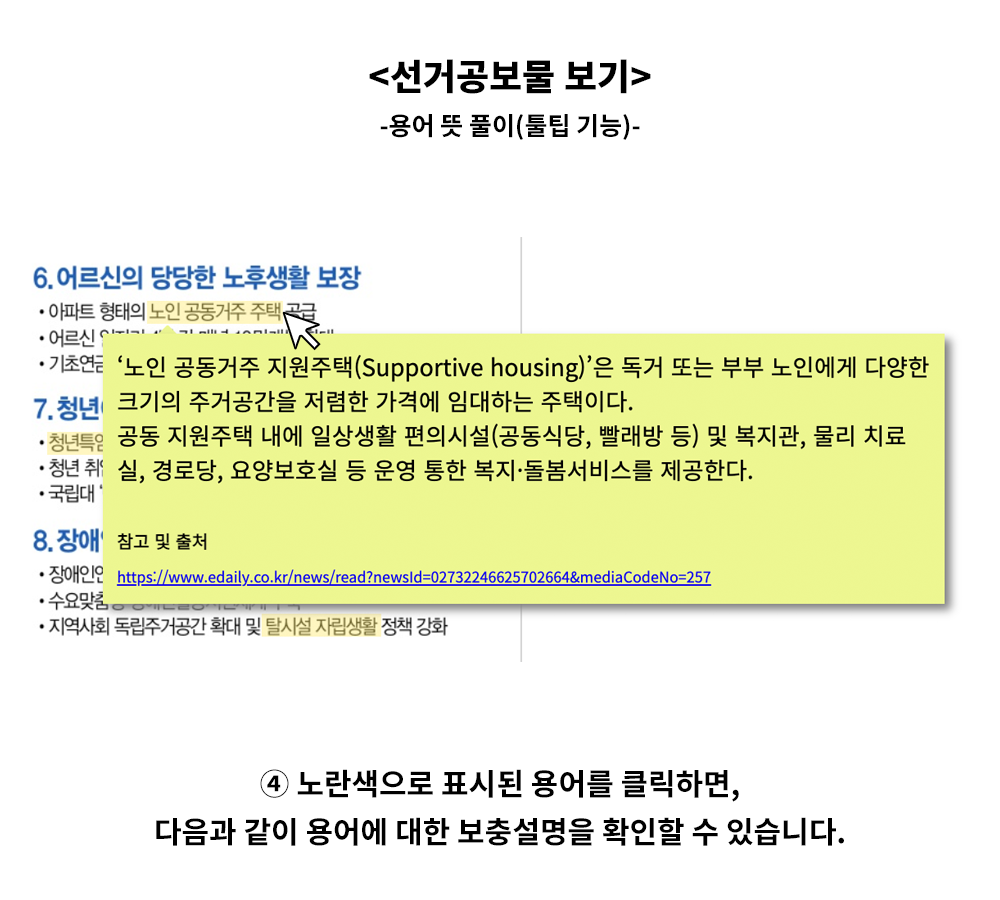 <선거공보물 보기>
-용어 뜻 풀이(툴팁 기능)-
6. 어르신의 당당한 노후생활 보장
• 아파트 형태의 노인 공동거주 주택 공급
• 어르신
• 기초연금
‘노인 공동거주 지원주택(Supportive housing)’은 독거 또는 부부 노인에게 다양한
크기의 주거공간을 저렴한 가격에 임대하는 주택이다.
공동 지원주택 내에 일상생활 편의시설(공동식당, 빨래방 등) 및 복지관, 물리 치료
실, 경로당, 요양보호실 등 운영 통한 복지·돌봄서비스를 제공한다.
참고 및 출처
https://www.edaily.co.kr/news/read?newsId=02732246625702664&mediaCodeNo=257
7. 청년
• 청년특임
• 청년 취업
• 국립대
8. 장애인
• 장애인연
• 수요맞춤
• 지역사회 독립주거공간 확대 및 탈시설 자립생활 정책 강화
④ 노란색으로 표시된 용어를 클릭하면,
다음과 같이 용어에 대한 보충설명을 확인할 수 있습니다.